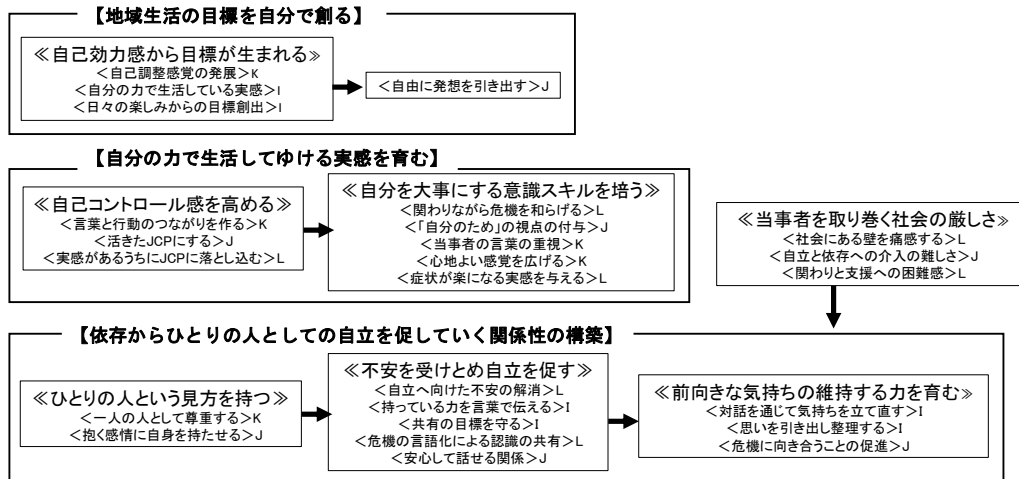 【地域生活の目標を自分で創る】
≪自己効力感から目標が生まれる≫
＜自己調整感覚の発展＞K
＜自分の力で生活している実感＞I
＜日々の楽しみからの目標創出＞I
＜自由に発想を引き出す＞J
【自分の力で生活してゆける実感を育む】
≪自己コントロール感を高める≫
＜言葉と行動のつながりを作る＞K
＜活きたJCPにする＞J
＜実感があるうちにJCPに落とし込む＞L
≪自分を大事にする意識スキルを培う≫
＜関わりながら危機を和らげる＞L
＜「自分のため」の視点の付与＞J
＜当事者の言葉の重視＞K
＜心地よい感覚を広げる＞K
＜症状が楽になる実感を与える＞L
≪当事者を取り巻く社会の厳しさ≫
＜社会にある壁を痛感する＞L
＜自立と依存への介入の難しさ＞J
＜関わりと支援への困難感＞L
【依存からひとりの人としての自立を促していく関係性の構築】
≪ひとりの人という見方を持つ≫
＜一人の人として尊重する＞K
＜抱く感情に自身を持たせる＞J
≪不安を受けとめ自立を促す≫
＜自立へ向けた不安の解消＞L
＜持っている力を言葉で伝える＞I
＜共有の目標を守る＞I
＜危機の言語化による認識の共有＞L
＜安心して話せる関係＞J
≪前向きな気持ちの維持する力を育む≫
＜対話を通じて気持ちを立て直す＞I
＜思いを引き出し整理する＞I
＜危機に向き合うことの促進＞J